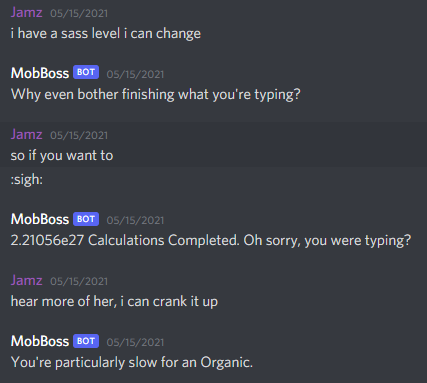 Jamz 05/15/2021
i have a sass level i can change
MobBoss BOT 05/15/2021
Why even bother finishing what you're typing?
Jamz 05/15/2021
so if you want to
:sigh:
MobBoss BOT 05/15/2021
2.21056e27 Calculations Completed. Oh sorry, you were typing?
Jamz 05/15/2021
hear more of her, i can crank it up
MobBoss BOT 05/15/2021
You're particularly slow for an Organic.